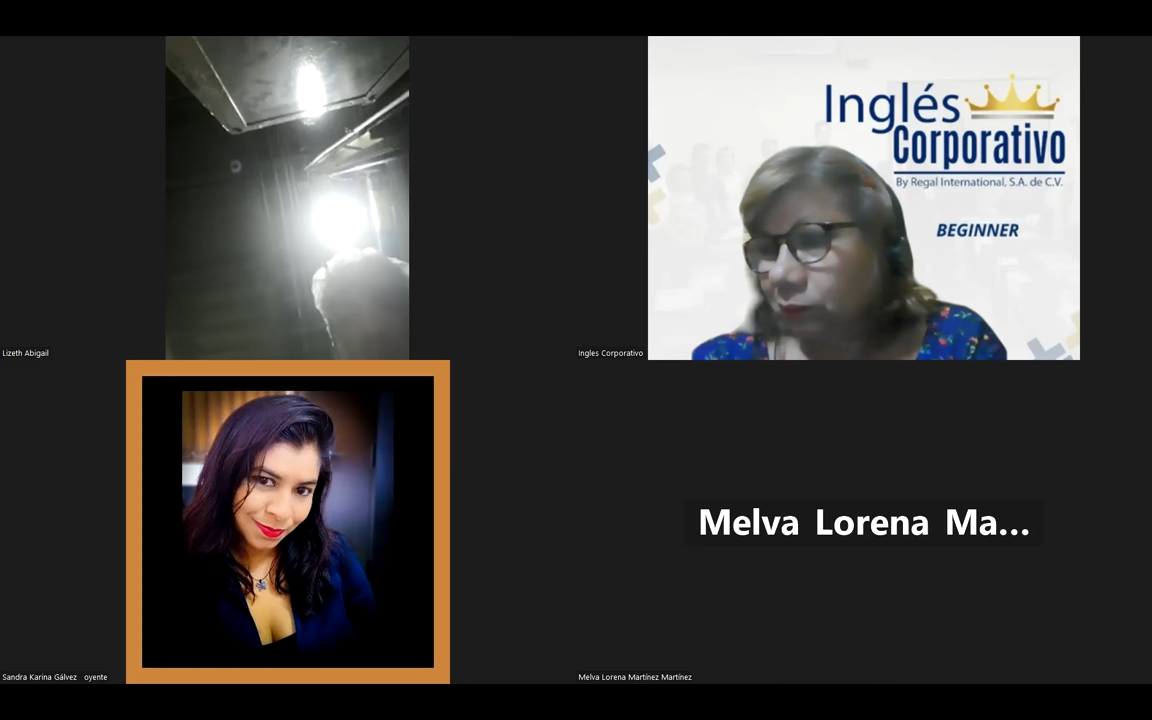 Inglés
Corporativo
By Regal International, S.A. de C.V.
BEGINNER
Lizeth Abigail
Ingles Corporativo
Melva Lorena Ma...
Sandra Karina Gálvez oyente
Melva Lorena Martínez Martínez